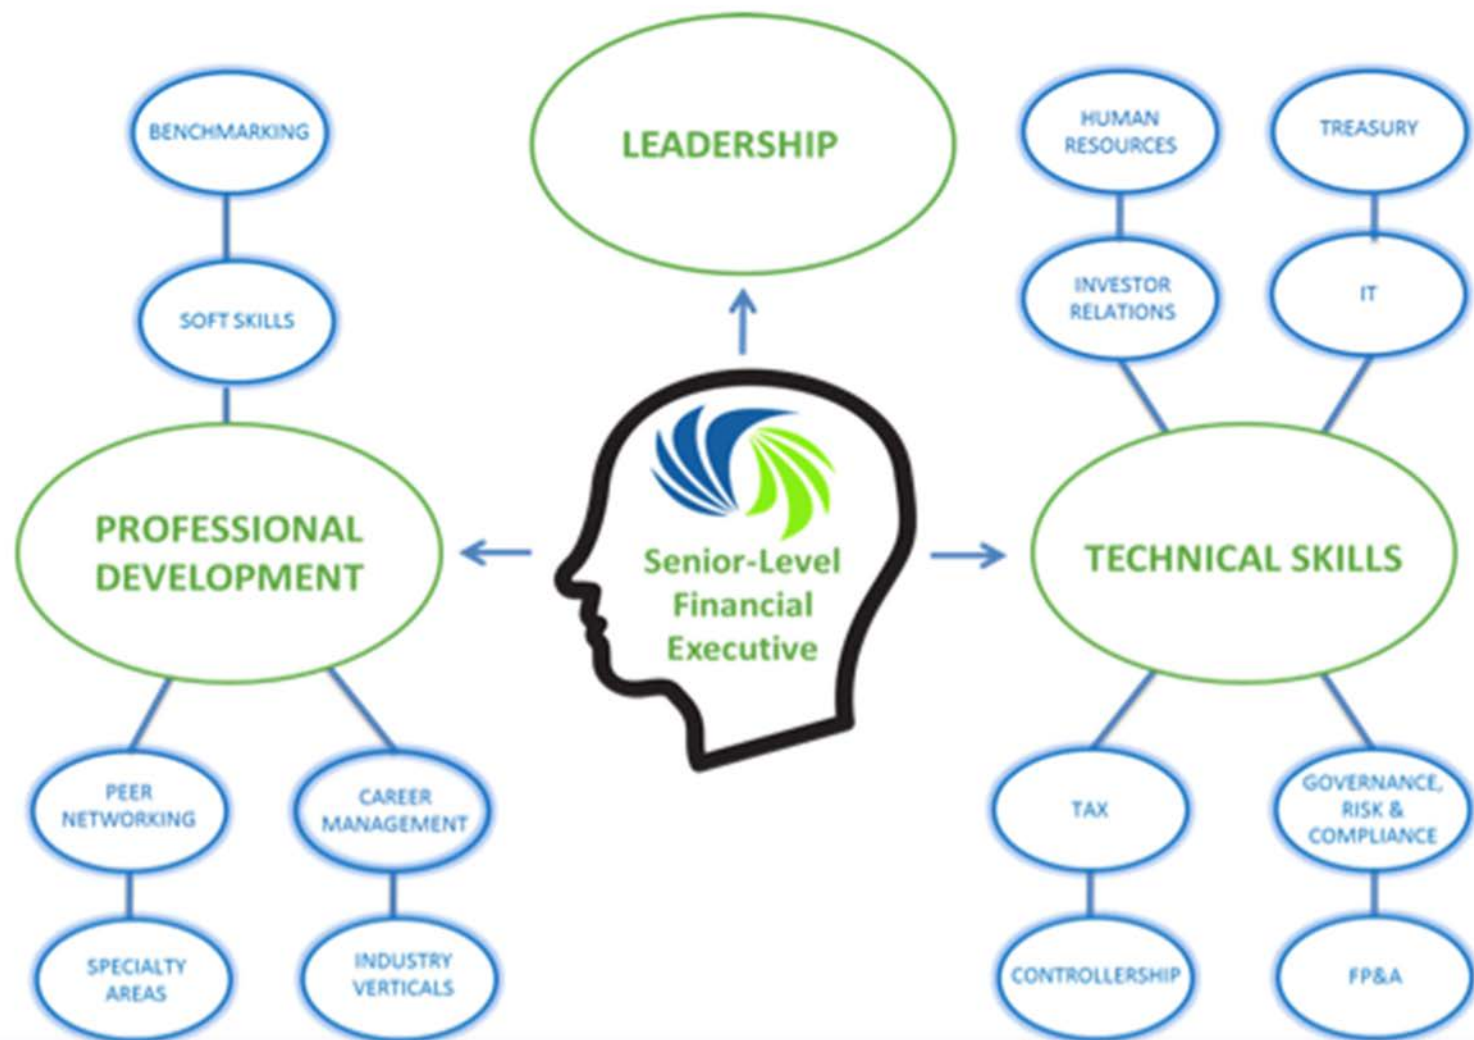 LEADERSHIP
BENCHMARKING
SOFT SKILLS
PROFESSIONAL
DEVELOPMENT
PEER
NETWORKING
CAREER
MANAGEMENT
SPECIALTY
AREAS
INDUSTRY
VERTICALS
Senior-Level
Financial
Executive
HUMAN
RESOURCES
TREASURY
INVESTOR
RELATIONS
IT
TECHNICAL SKILLS
TAX
GOVERNANCE,
RISK &
COMPLIANCE
CONTROLLERSHIP
FP&A